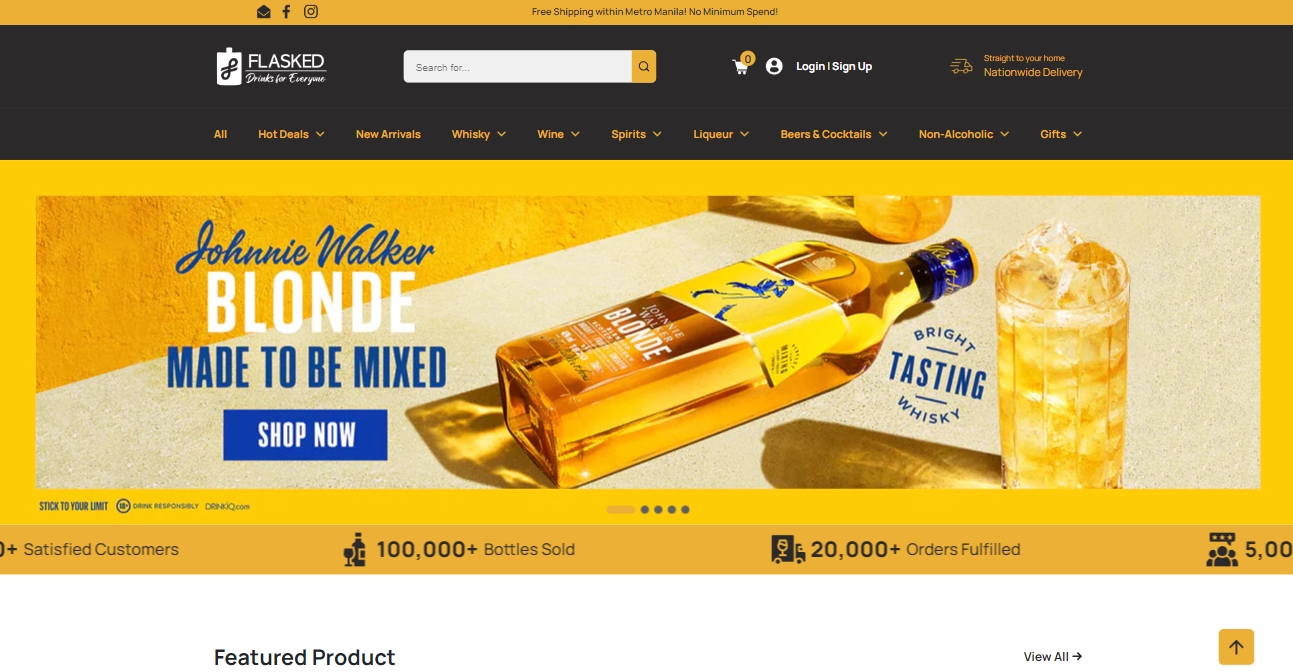 Free Shipping within Metro Manila! No Minimum Spend!
FLASKED
Drinks for Everyone
Search for...
0
Login | Sign Up
Straight to your home
Nationwide Delivery
All
Hot Deals
New Arrivals
Whisky
Wine
Spirits
Liqueur
Beers & Cocktails
Non-Alcoholic
Gifts
Johnnie Walker
BLONDE
MADE TO BE MIXED
SHOP NOW
JOHNNIE
WALKER
BLONDE
BRIGHT
TASTING
WHISKY
STICK TO YOUR LIMIT
18+
DRINK RESPONSIBLY
DRINKiQ.com
0+ Satisfied Customers
100,000+ Bottles Sold
20,000+ Orders Fulfilled
5,00
Featured Product
View All